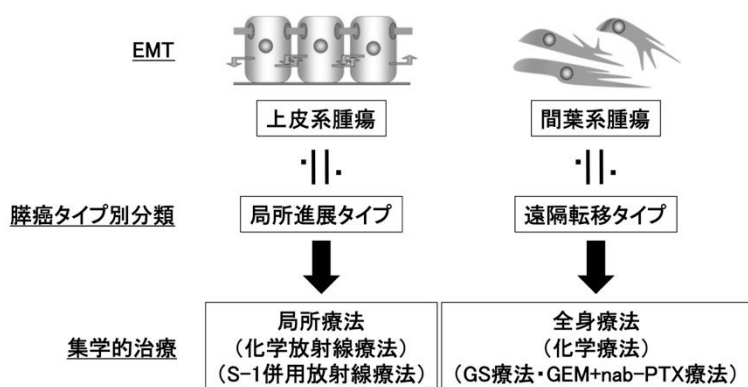 EMT
上皮系腫瘍
間葉系腫瘍
膵癌タイプ別分類
局所進展タイプ
遠隔転移タイプ
集学的治療
局所療法
(化学放射線療法)
(S-1併用放射線療法)
全身療法
(化学療法)
(GS療法・GEM+nab-PTX療法)